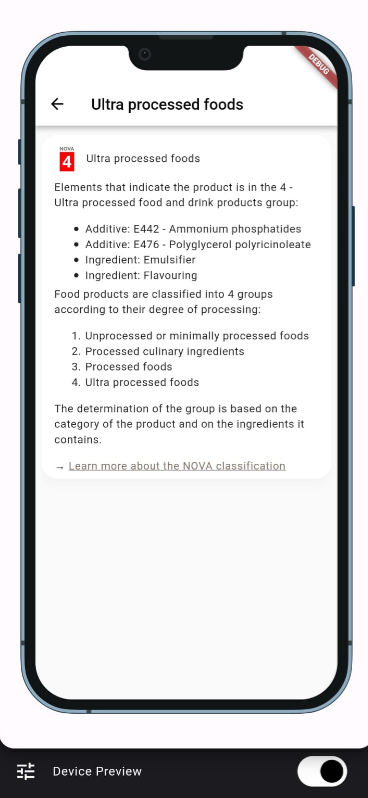 DEBUG
Ultra processed foods
NOVA
4
Ultra processed foods
Elements that indicate the product is in the 4 -
Ultra processed food and drink products group:
• Additive: E442 - Ammonium phosphatides
• Additive: E476 - Polyglycerol polyricinoleate
• Ingredient: Emulsifier
• Ingredient: Flavouring
Food products are classified into 4 groups
according to their degree of processing:
1. Unprocessed or minimally processed foods
2. Processed culinary ingredients
3. Processed foods
4. Ultra processed foods
The determination of the group is based on the
category of the product and on the ingredients it
contains.
→ Learn more about the NOVA classification
Device Preview